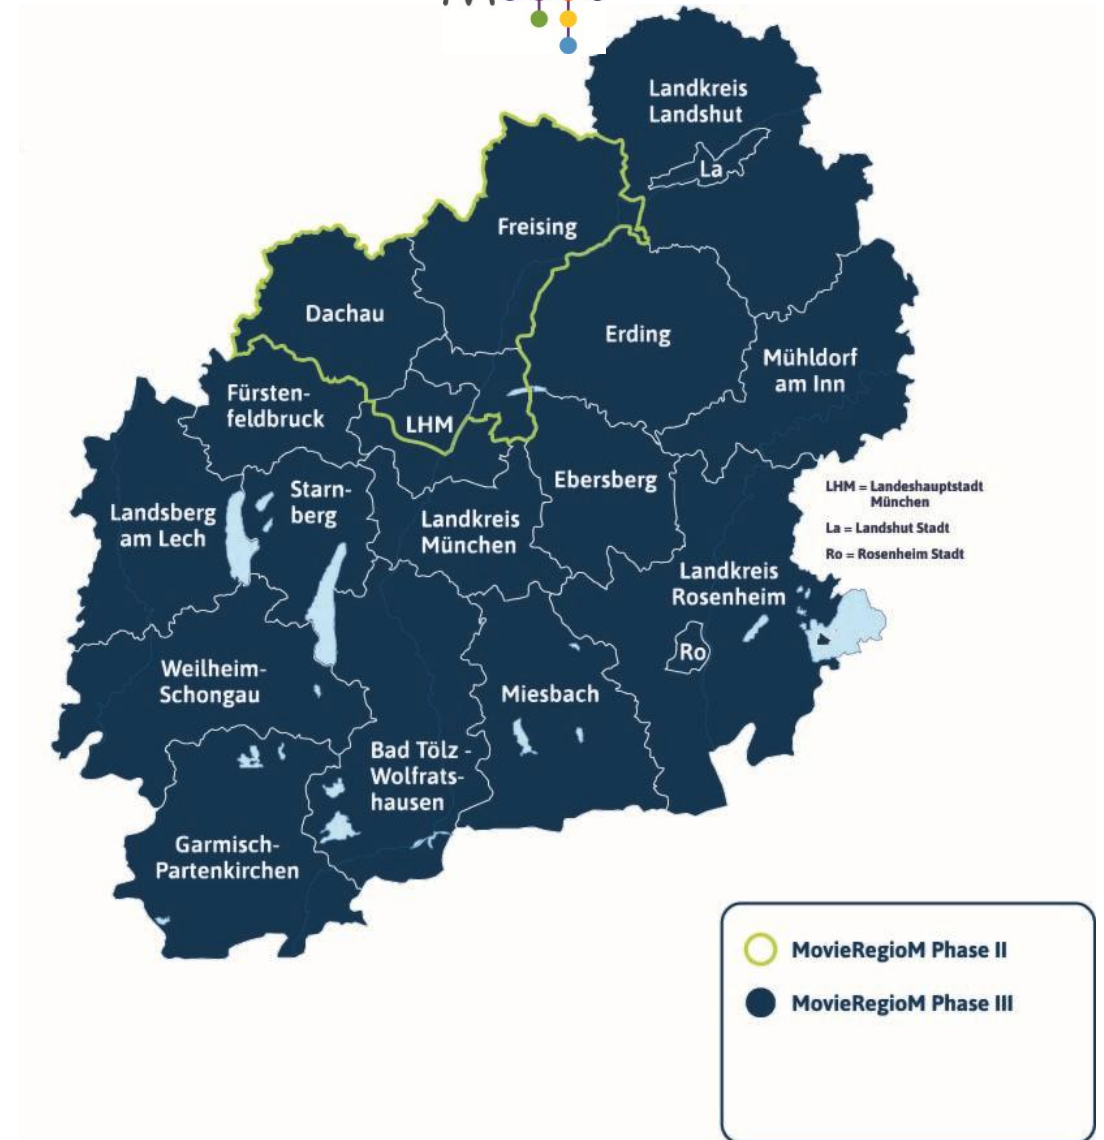 Landkreis
Landshut
La
Freising
Dachau
Erding
Mühldorf
am Inn
Fürsten-
feldbruck
LHM
Ebersberg
Starn-
berg
Landsberg
am Lech
Landkreis
München
LHM = Landeshauptstadt
München
La = Landshut Stadt
Ro = Rosenheim Stadt
Landkreis
Rosenheim
Ro
Weilheim-
Schongau
Miesbach
Bad Tölz -
Wolfrats-
hausen
Garmisch-
Partenkirchen
MovieRegioM Phase II
MovieRegioM Phase III